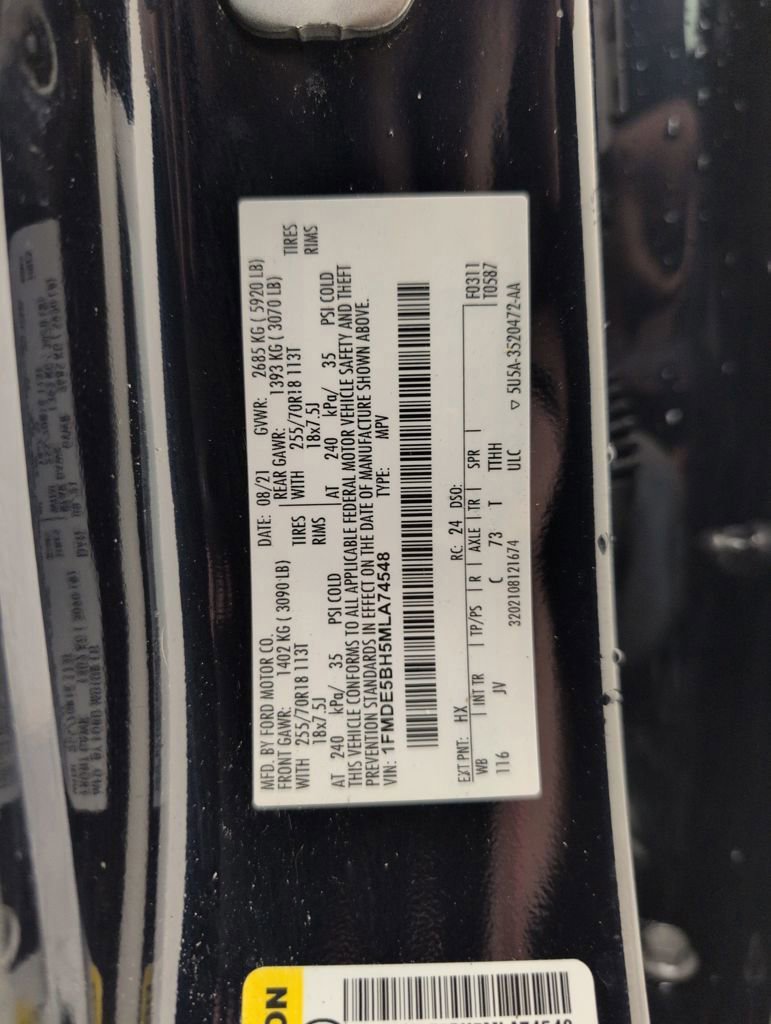 MFD. BY FORD MOTOR CO.
DATE: 08/21 GVWR: 2685 KG ( 5920 LB)
FRONT GAWR: 1402 KG ( 3090 LB) REAR GAWR: 1393 KG ( 3070 LB)
WITH 255/70R18 113T TIRES WITH 255/70R18 113T TIRES
18x7.5J RIMS 18x7.5J RIMS
AT 240 kPa/ 35 PSI COLD AT 240 kPa/ 35 PSI COLD
THIS VEHICLE CONFORMS TO ALL APPLICABLE FEDERAL MOTOR VEHICLE SAFETY AND THEFT
PREVENTION STANDARDS IN EFFECT ON THE DATE OF MANUFACTURE SHOWN ABOVE.
VIN: 1FMDE5BH5MLA74548 TYPE: MPV
EXT PNT: HX RC: 24 DSO: F0311
WB INT TR TP/PS R AXLE TR SPR T0587
116 JV C 73 T TTHH
3202108121674 ULC ▽ 5U5A-3520472-AA
ON